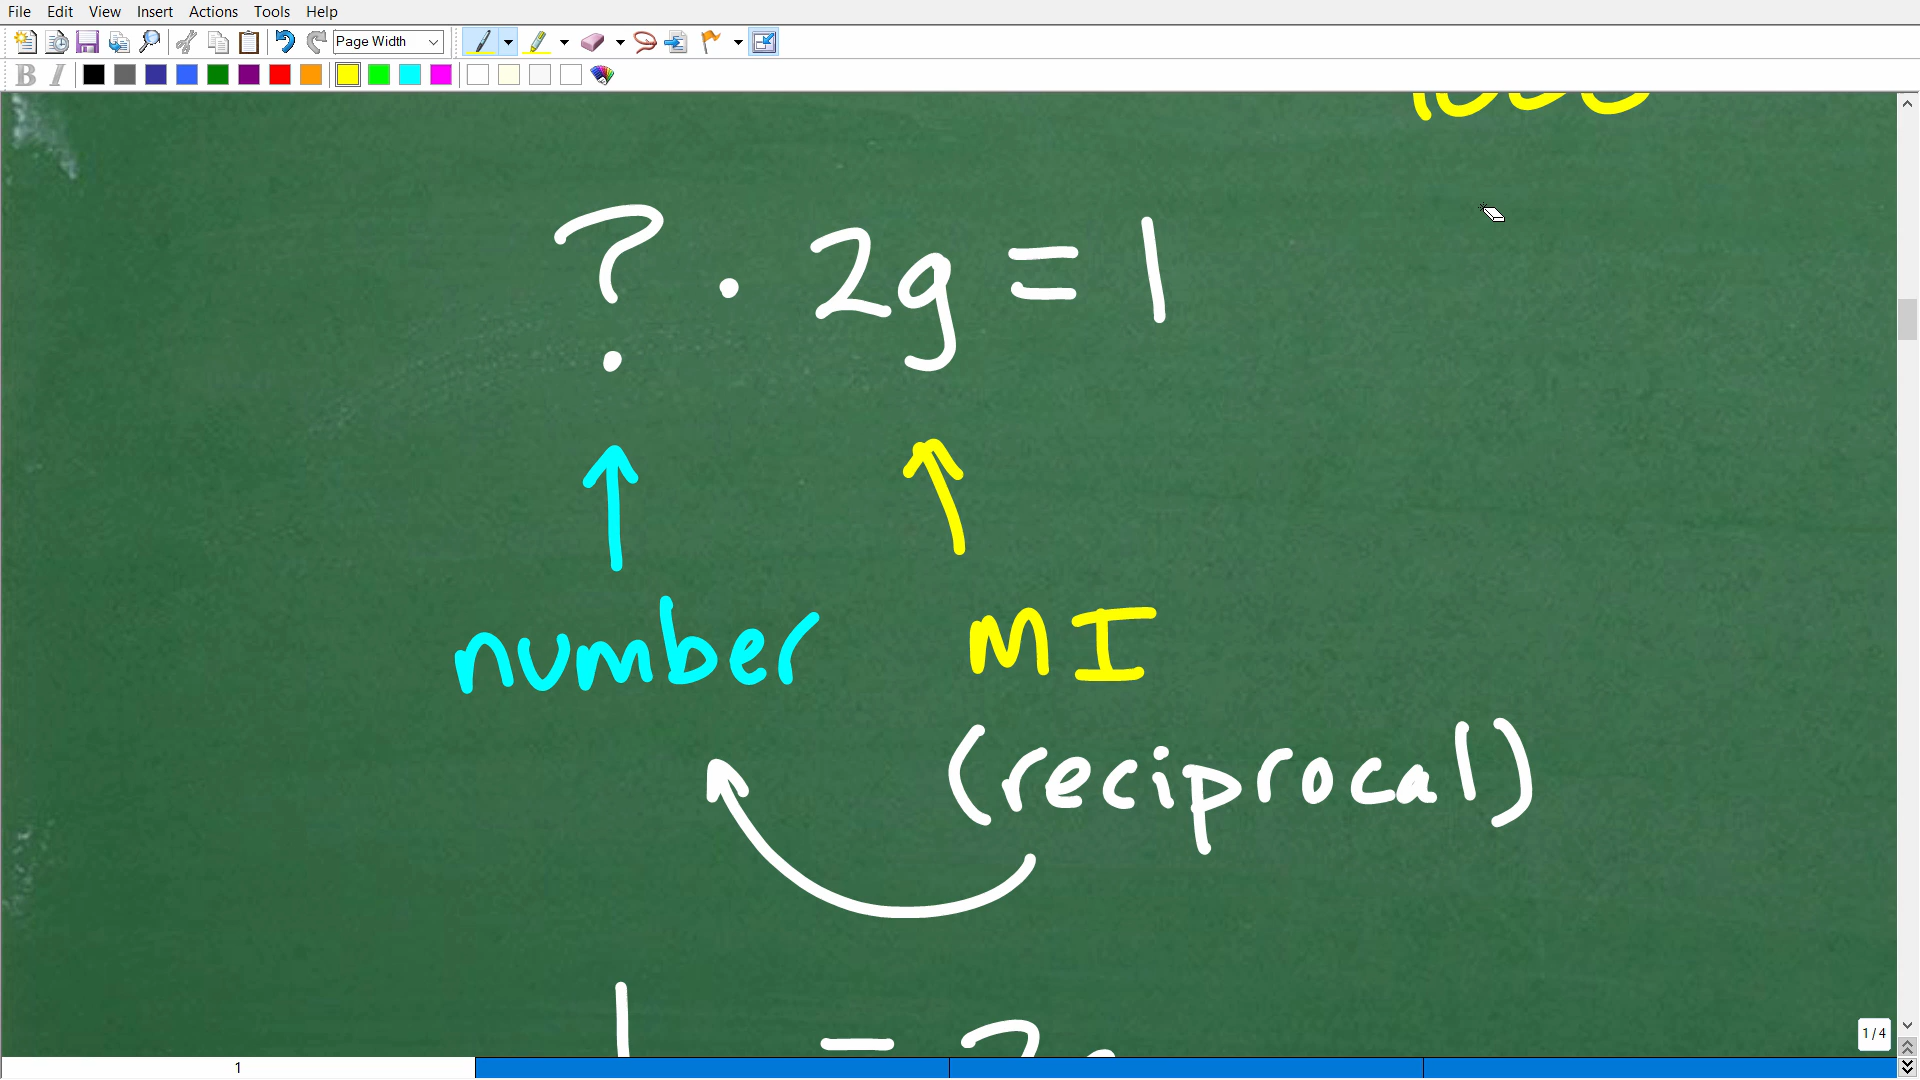 File Edit View Insert Actions Tools Help
Page Width
B I
? · 2g = 1
number MI
(reciprocal)
1/4
1